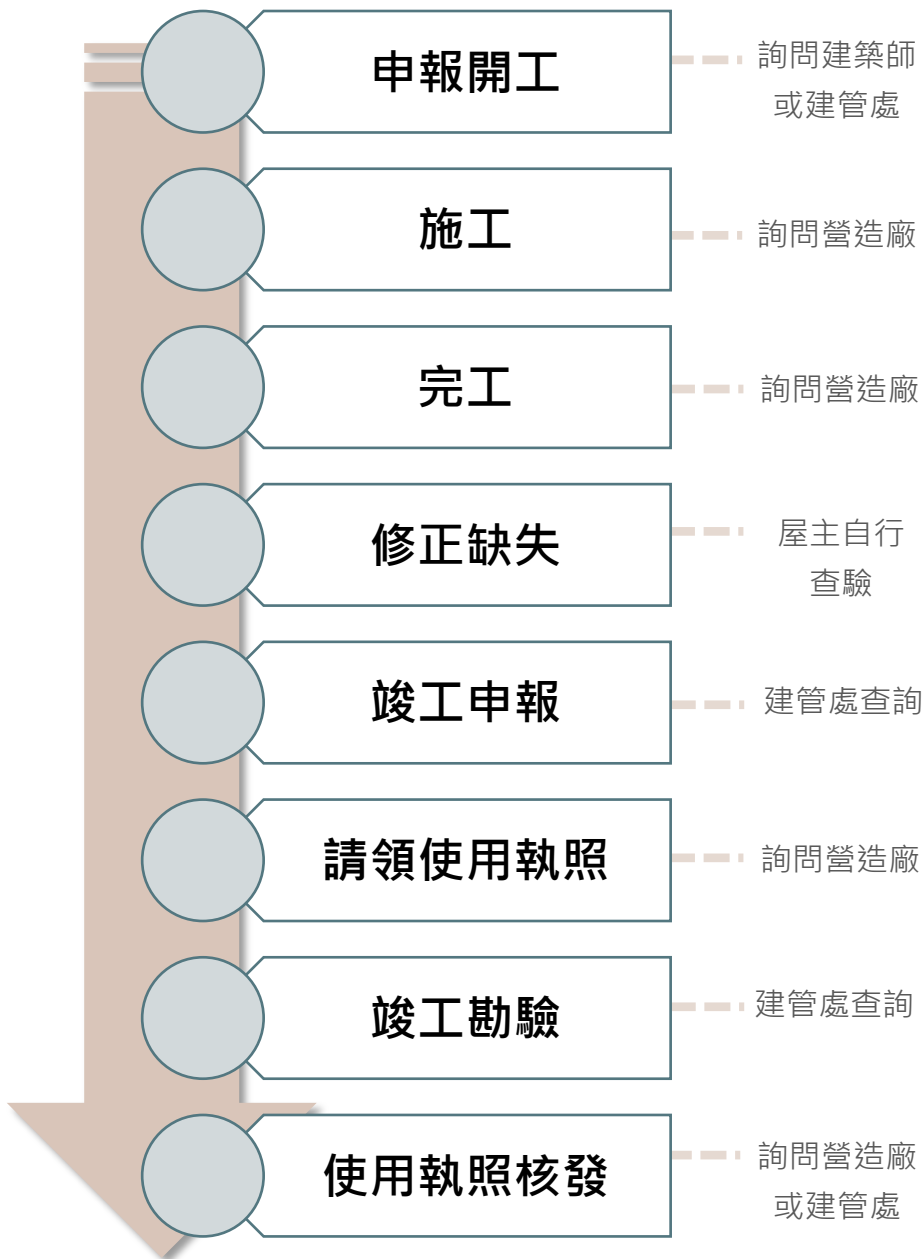 申報開工
詢問建築師
或建管處
施工
詢問營造廠
完工
詢問營造廠
修正缺失
屋主自行
查驗
竣工申報
建管處查詢
請領使用執照
詢問營造廠
竣工勘驗
建管處查詢
使用執照核發
詢問營造廠
或建管處